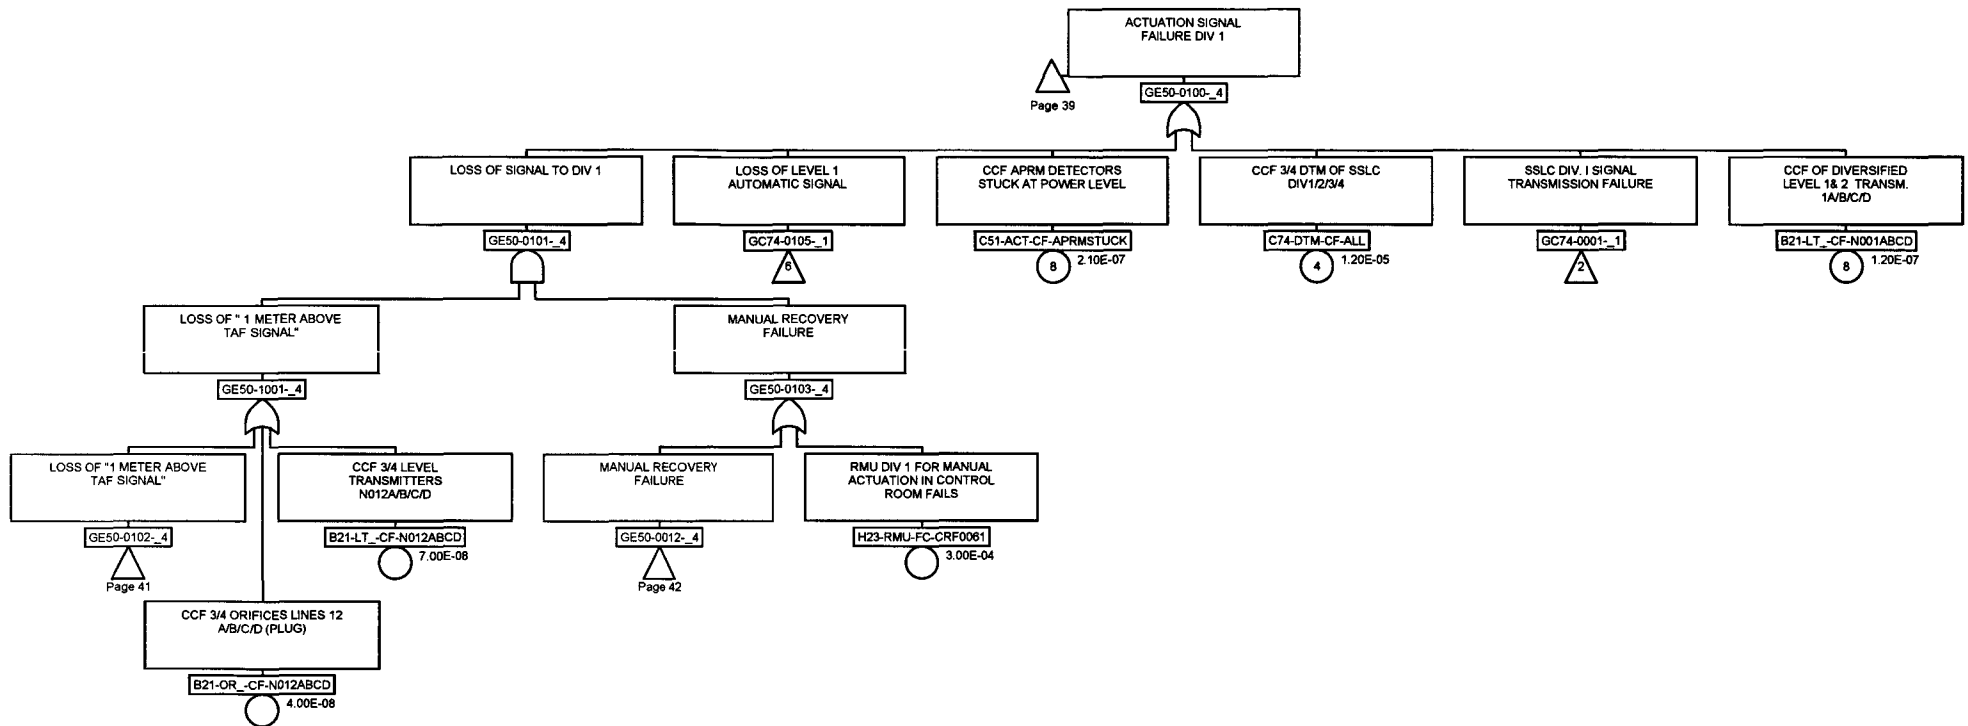 ACTUATION SIGNAL
FAILURE DIV 1
Page 39
GE50-0100-_4
LOSS OF SIGNAL TO DIV 1
GE50-0101-_4
LOSS OF LEVEL 1
AUTOMATIC SIGNAL
GC74-0105-_1
6
CCF APRM DETECTORS
STUCK AT POWER LEVEL
C51-ACT-CF-APRMSTUCK
8
2.10E-07
CCF 3/4 DTM OF SSLC
DIV1/2/3/4
C74-DTM-CF-ALL
4
1.20E-05
SSLC DIV. I SIGNAL
TRANSMISSION FAILURE
GC74-0001-_1
2
CCF OF DIVERSIFIED
LEVEL 1& 2 TRANSM.
1A/B/C/D
B21-LT_-CF-N001ABCD
8
1.20E-07
LOSS OF " 1 METER ABOVE
TAF SIGNAL"
GE50-1001-_4
MANUAL RECOVERY
FAILURE
GE50-0103-_4
LOSS OF "1 METER ABOVE
TAF SIGNAL"
GE50-0102-_4
Page 41
CCF 3/4 LEVEL
TRANSMITTERS
N012A/B/C/D
B21-LT_-CF-N012ABCD
7.00E-08
MANUAL RECOVERY
FAILURE
GE50-0012-_4
Page 42
RMU DIV 1 FOR MANUAL
ACTUATION IN CONTROL
ROOM FAILS
H23-RMU-FC-CRF0061
3.00E-04
CCF 3/4 ORIFICES LINES 12
A/B/C/D (PLUG)
B21-OR_-CF-N012ABCD
4.00E-08